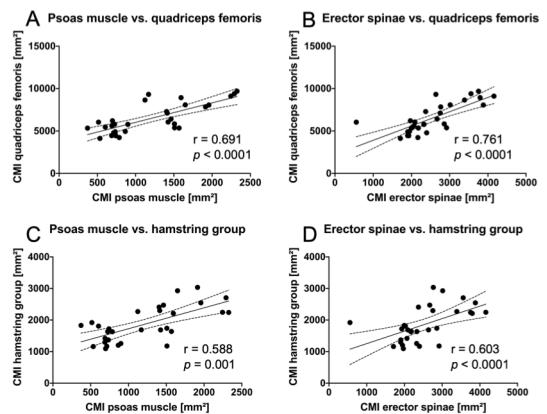 A Psoas muscle vs. quadriceps femoris
CMI quadriceps femoris [mm²]
15000
10000
5000
0
r = 0.691
p < 0.0001
0 500 1000 1500 2000 2500
CMI psoas muscle [mm²]
B Erector spinae vs. quadriceps femoris
CMI quadriceps femoris [mm²]
15000
10000
5000
0
r = 0.761
p < 0.0001
0 1000 2000 3000 4000 5000
CMI erector spinae [mm²]
C Psoas muscle vs. hamstring group
CMI hamstring group [mm²]
4000
3000
2000
1000
0
r = 0.588
p = 0.001
0 500 1000 1500 2000 2500
CMI psoas muscle [mm²]
D Erector spinae vs. hamstring group
CMI hamstring group [mm²]
4000
3000
2000
1000
0
r = 0.603
p < 0.0001
0 1000 2000 3000 4000 5000
CMI erector spinae [mm²]